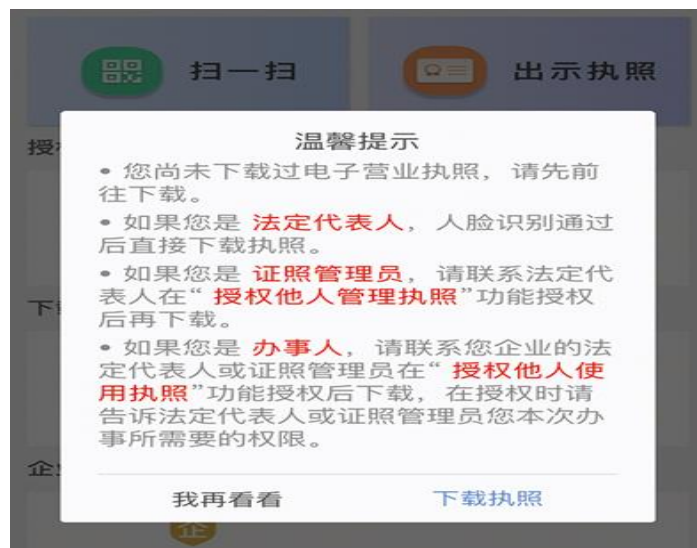 扫一扫
出示执照
授
温馨提示
• 您尚未下载过电子营业执照，请先前
往下载。
• 如果您是 法定代表人，人脸识别通过
后直接下载执照。
• 如果您是 证照管理员，请联系法定代
表人在“ 授权他人管理执照”功能授权
后再下载。
下
• 如果您是 办事人，请联系您企业的法
定代表人或证照管理员在“ 授权他人使
用执照”功能授权后下载，在授权时请
告诉法定代表人或证照管理员您本次办
事所需要的权限。
企
我再看看
下载执照
企